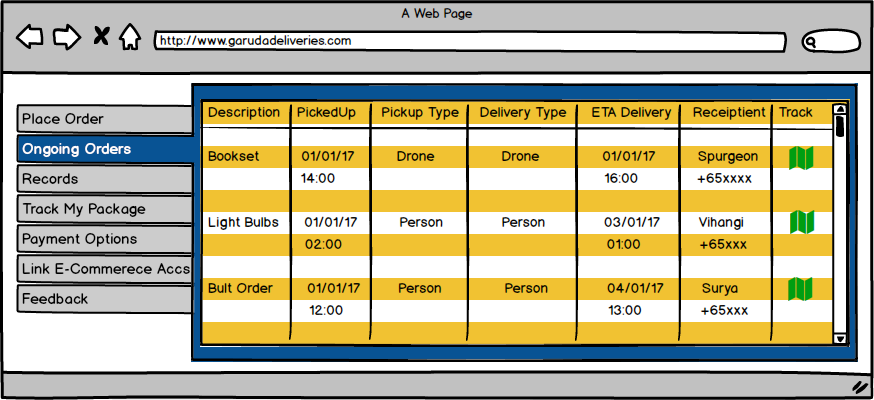 A Web Page
http://www.garudadeliveries.com
Place Order
Ongoing Orders
Records
Track My Package
Payment Options
Link E-Commerece Accs
Feedback
Description PickedUp Pickup Type Delivery Type ETA Delivery Receiptient Track
Bookset 01/01/17 Drone Drone 01/01/17 Spurgeon
14:00 16:00 +65xxxx
Light Bulbs 01/01/17 Person Person 03/01/17 Vihangi
02:00 01:00 +65xxx
Bult Order 01/01/17 Person Person 04/01/17 Surya
12:00 13:00 +65xxx